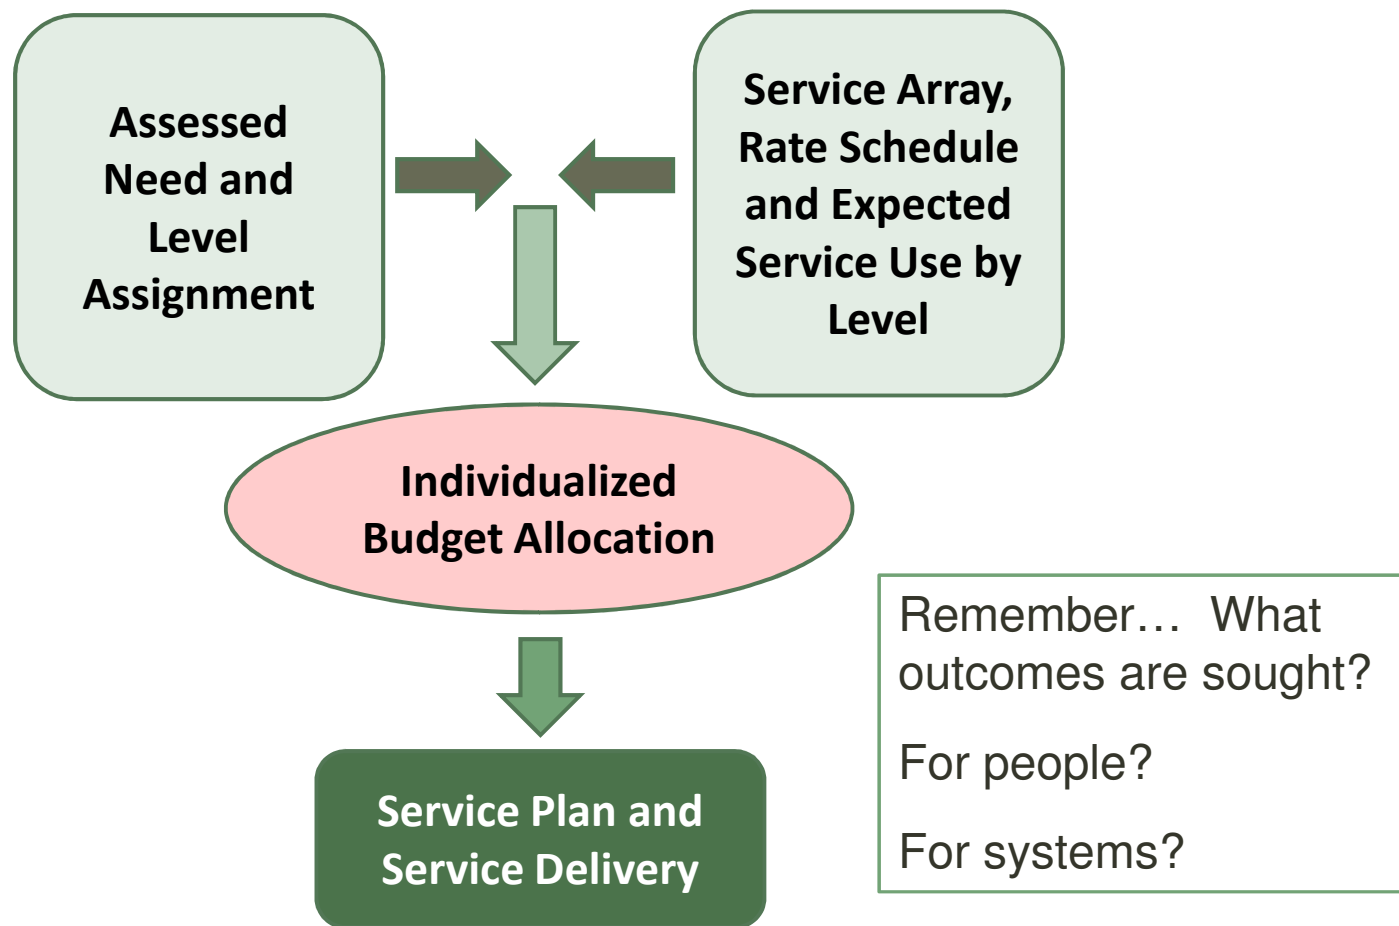 Assessed
Need and
Level
Assignment
Service Array,
Rate Schedule
and Expected
Service Use by
Level
Individualized
Budget Allocation
Service Plan and
Service Delivery
Remember… What
outcomes are sought?
For people?
For systems?